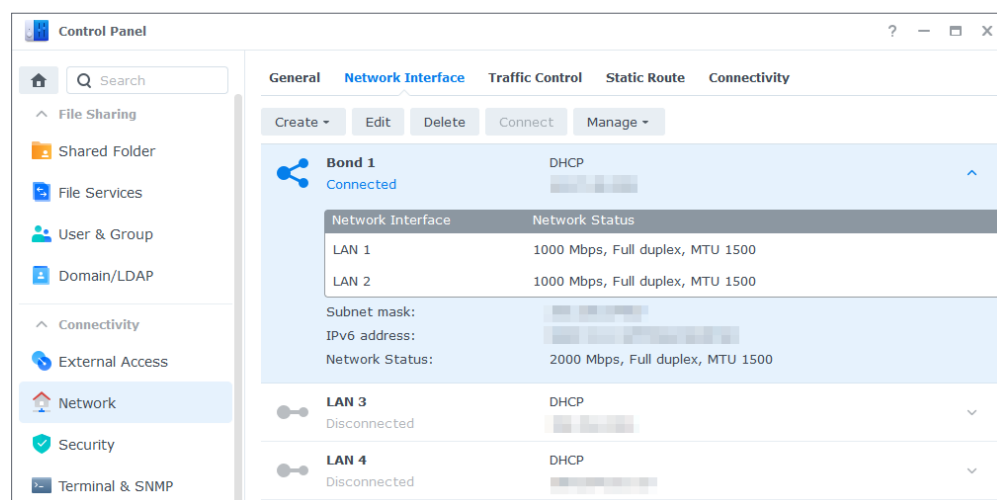 Control Panel
?
Search
General Network Interface Traffic Control Static Route Connectivity
File Sharing
Shared Folder
File Services
User & Group
Domain/LDAP
Connectivity
External Access
Network
Security
Terminal & SNMP
Create Edit Delete Connect Manage
Bond 1 DHCP
Connected
Network Interface Network Status
LAN 1 1000 Mbps, Full duplex, MTU 1500
LAN 2 1000 Mbps, Full duplex, MTU 1500
Subnet mask:
IPv6 address:
Network Status: 2000 Mbps, Full duplex, MTU 1500
LAN 3 DHCP
Disconnected
LAN 4 DHCP
Disconnected